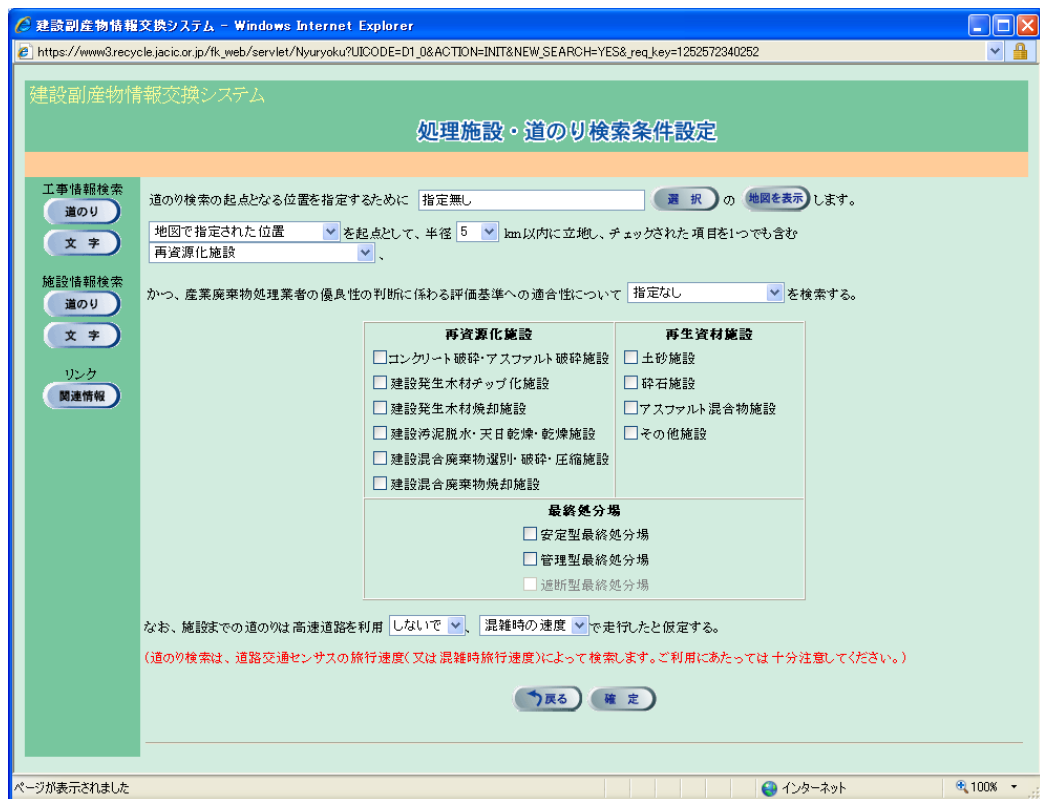 建設副産物情報交換システム - Windows Internet Explorer
https://www3.recycle.jacic.or.jp/fk_web/servlet/Nyuryoku?UICODE=D1_0&ACTION=INIT&NEW_SEARCH=YES&_req_key=1252572340252
建設副産物情報交換システム
処理施設・道のり検索条件設定
工事情報検索
道のり
文 字
施設情報検索
道のり
文 字
リンク
関連情報
道のり検索の起点となる位置を指定するために 指定無し 選 択 の 地図を表示 します。
地図で指定された位置 を起点として、半径 5 km以内に立地し、チェックされた項目を1つでも含む
再資源化施設 、
かつ、産業廃棄物処理業者の優良性の判断に係わる評価基準への適合性について 指定なし を検索する。
再資源化施設 再生資材施設
コンクリート破砕・アスファルト破砕施設 土砂施設
建設発生木材チップ化施設 砕石施設
建設発生木材焼却施設 アスファルト混合物施設
建設汚泥脱水・天日乾燥・乾燥施設 その他施設
建設混合廃棄物選別・破砕・圧縮施設
建設混合廃棄物焼却施設
最終処分場
安定型最終処分場
管理型最終処分場
遮断型最終処分場
なお、施設までの道のりは高速道路を利用 しないで 、 混雑時の速度 で走行したと仮定する。
(道のり検索は、道路交通センサスの旅行速度(又は混雑時旅行速度)によって検索します。ご利用にあたっては十分注意してください。)
戻る 確 定
ページが表示されました インターネット 100%